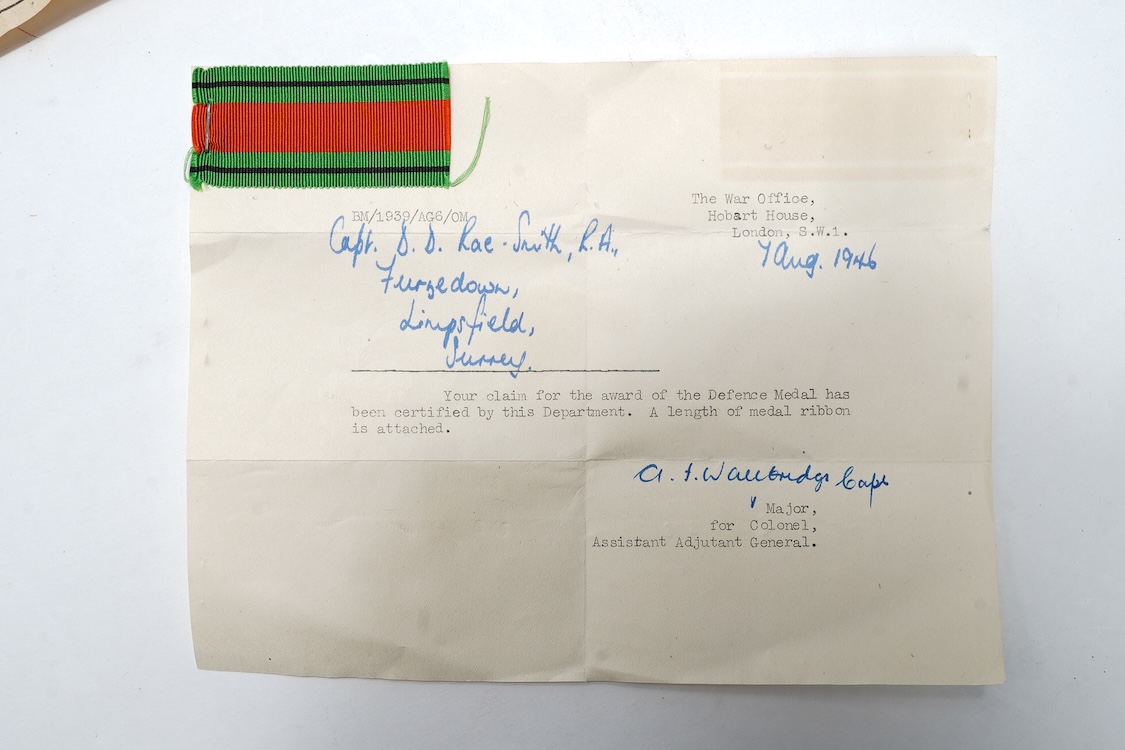 The War Office,
Hobart House,
London, S.W.1.
BM/1939/AG6/OM
7 Aug. 1946
Capt. D. D. Rae-Smith, R.A.,
Furzedown,
Limpsfield,
Surrey.
Your claim for the award of the Defence Medal has
been certified by this Department. A length of medal ribbon
is attached.
Capt
Major,
for Colonel,
Assistant Adjutant General.